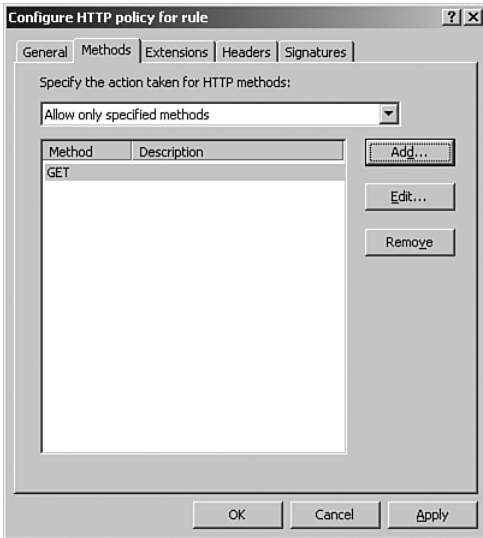 Configure HTTP policy for rule
General Methods Extensions Headers Signatures
Specify the action taken for HTTP methods:
Allow only specified methods
Method Description
GET
Add...
Edit...
Remove
OK Cancel Apply